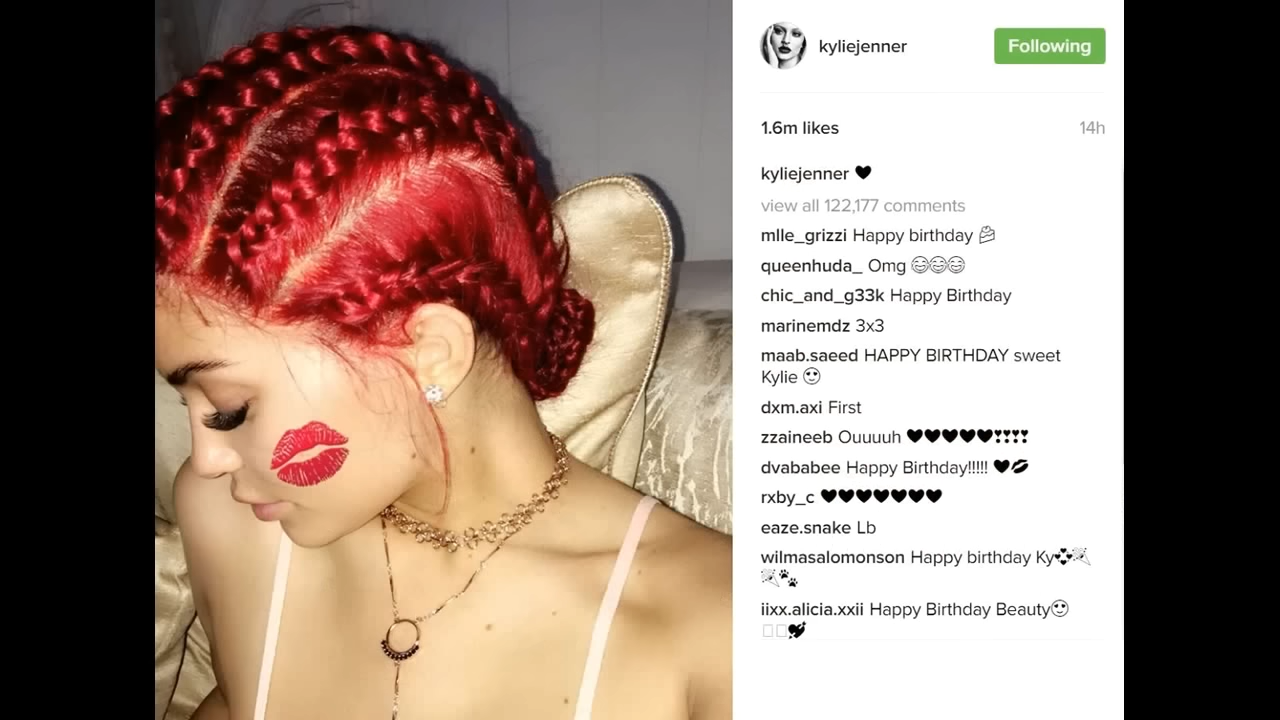 kyliejenner
Following
1.6m likes
14h
kyliejenner 🖤
view all 122,177 comments
mlle_grizzi Happy birthday 🍰
queenhuda_ Omg 😂😂😂
chic_and_g33k Happy Birthday
marinemdz 3x3
maab.saeed HAPPY BIRTHDAY sweet
Kylie 😍
dxm.axi First
zzaineeb Ouuuuh ❤❤❤❤❤❣❣❣❣
dvababee Happy Birthday!!!!! ❤💋
rxby_c ❤❤❤❤❤❤❤
eaze.snake Lb
wilmasalomonson Happy birthday Ky💞🎉
🎉🐾
iixx.alicia.xxii Happy Birthday Beauty😍
💘